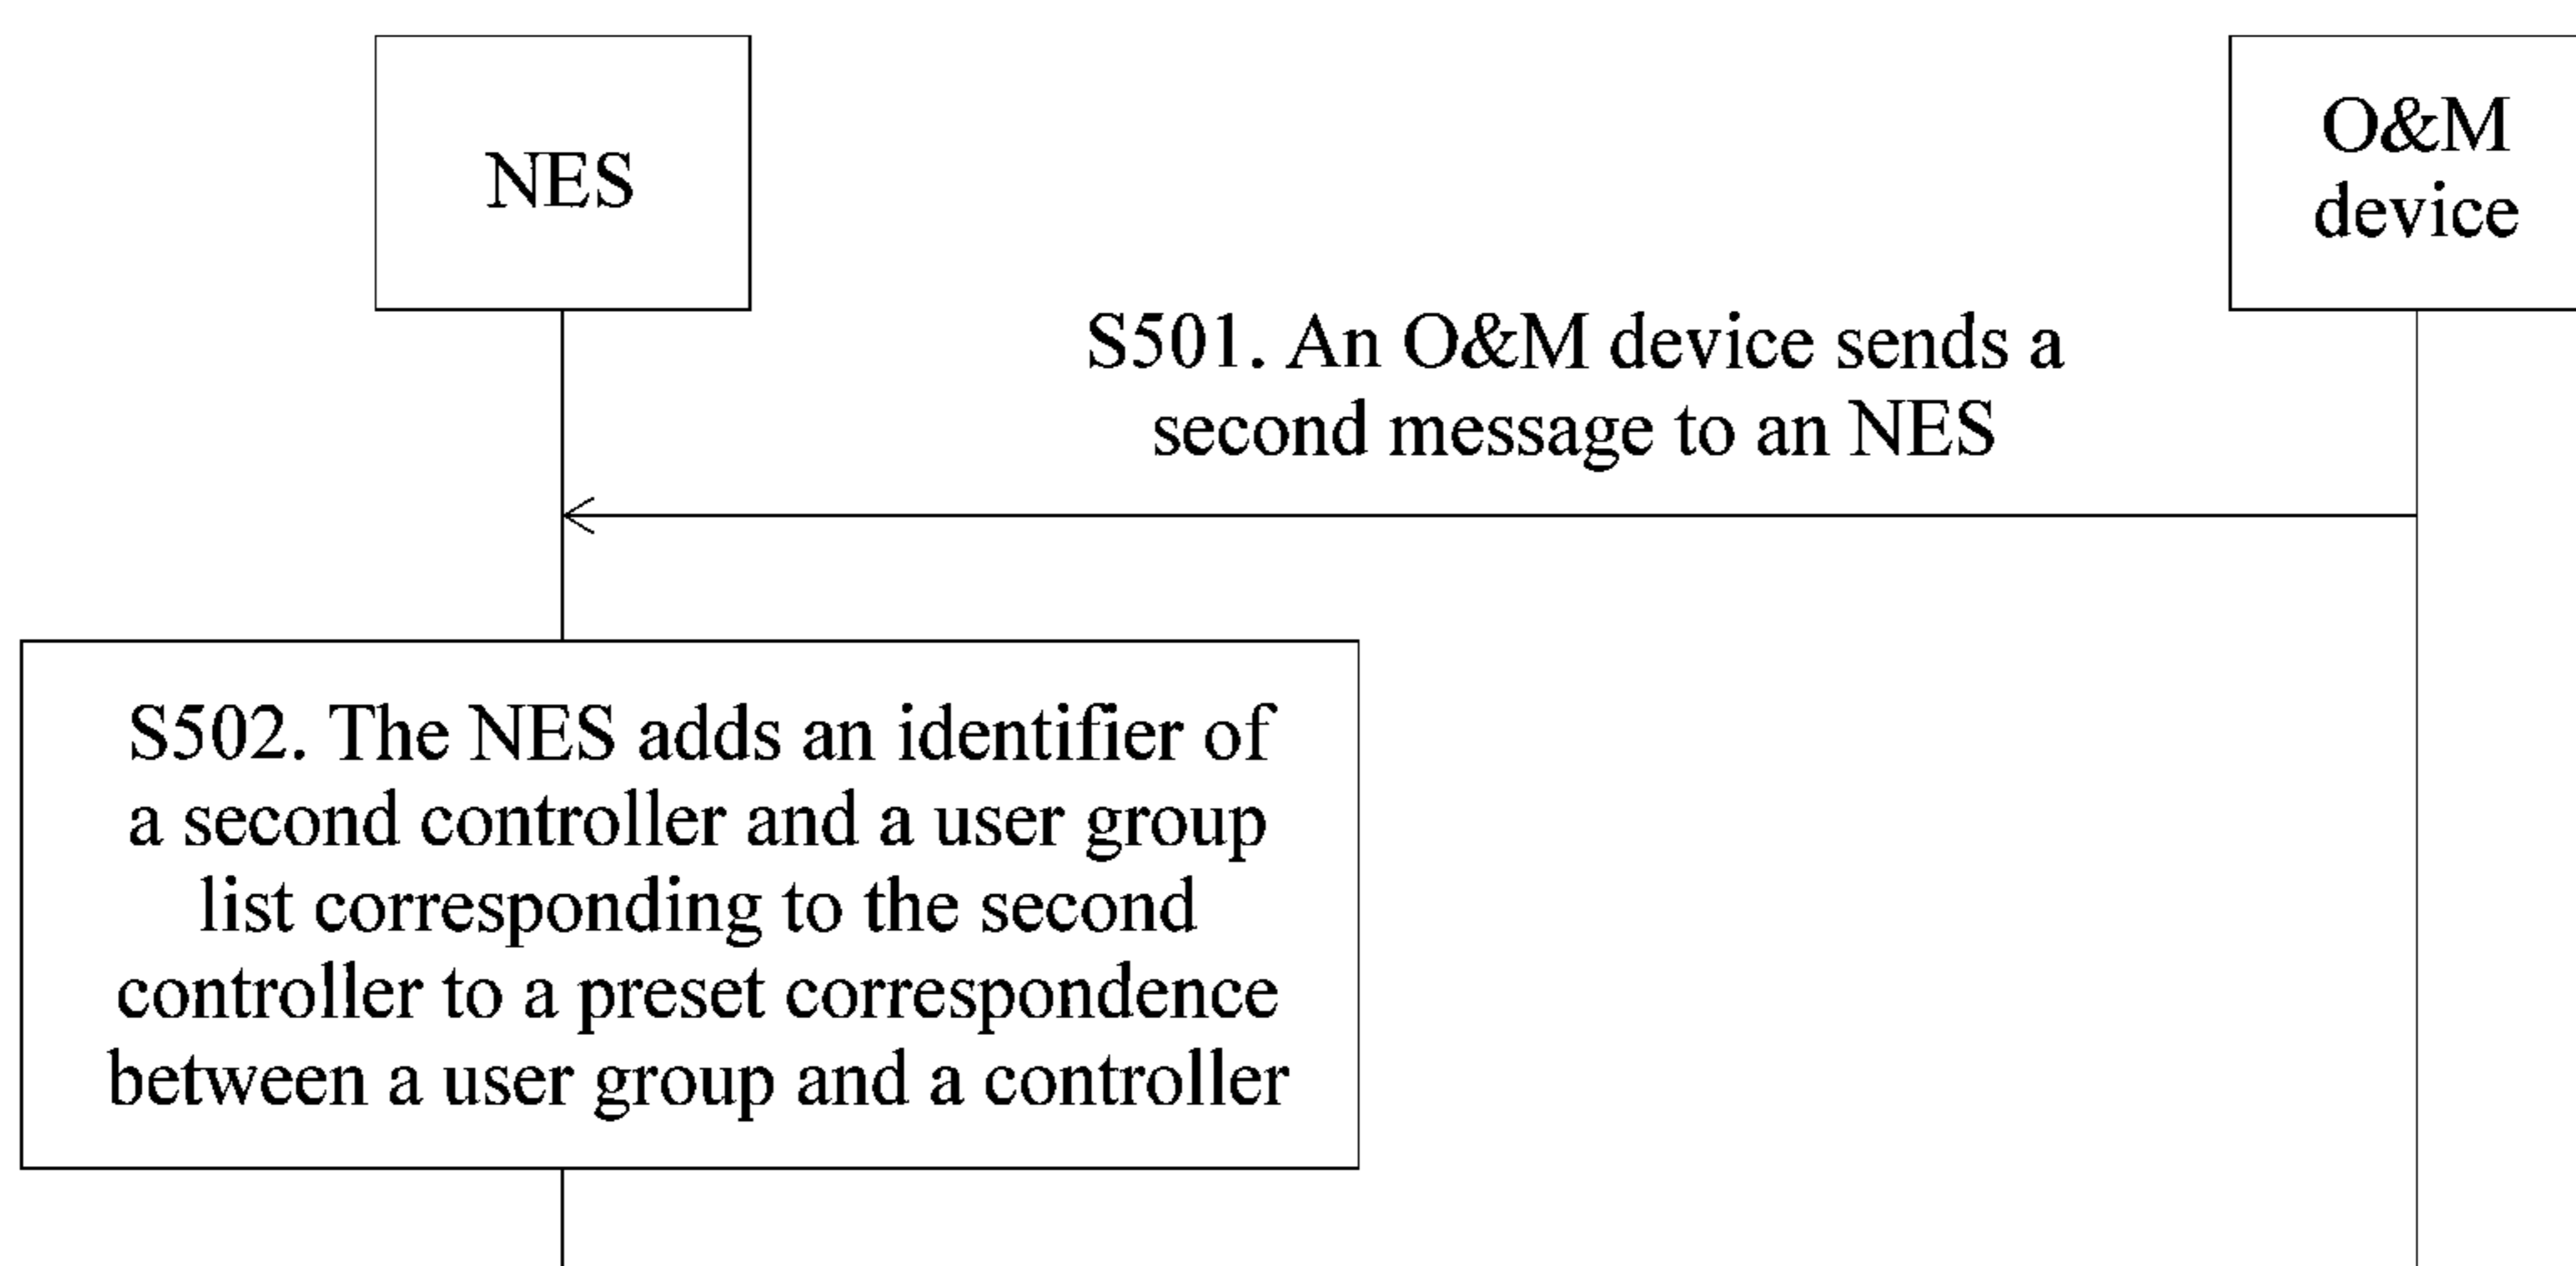 NES
O&M
device
S501. An O&M device sends a
second message to an NES
S502. The NES adds an identifier of
a second controller and a user group
list corresponding to the second
controller to a preset correspondence
between a user group and a controller